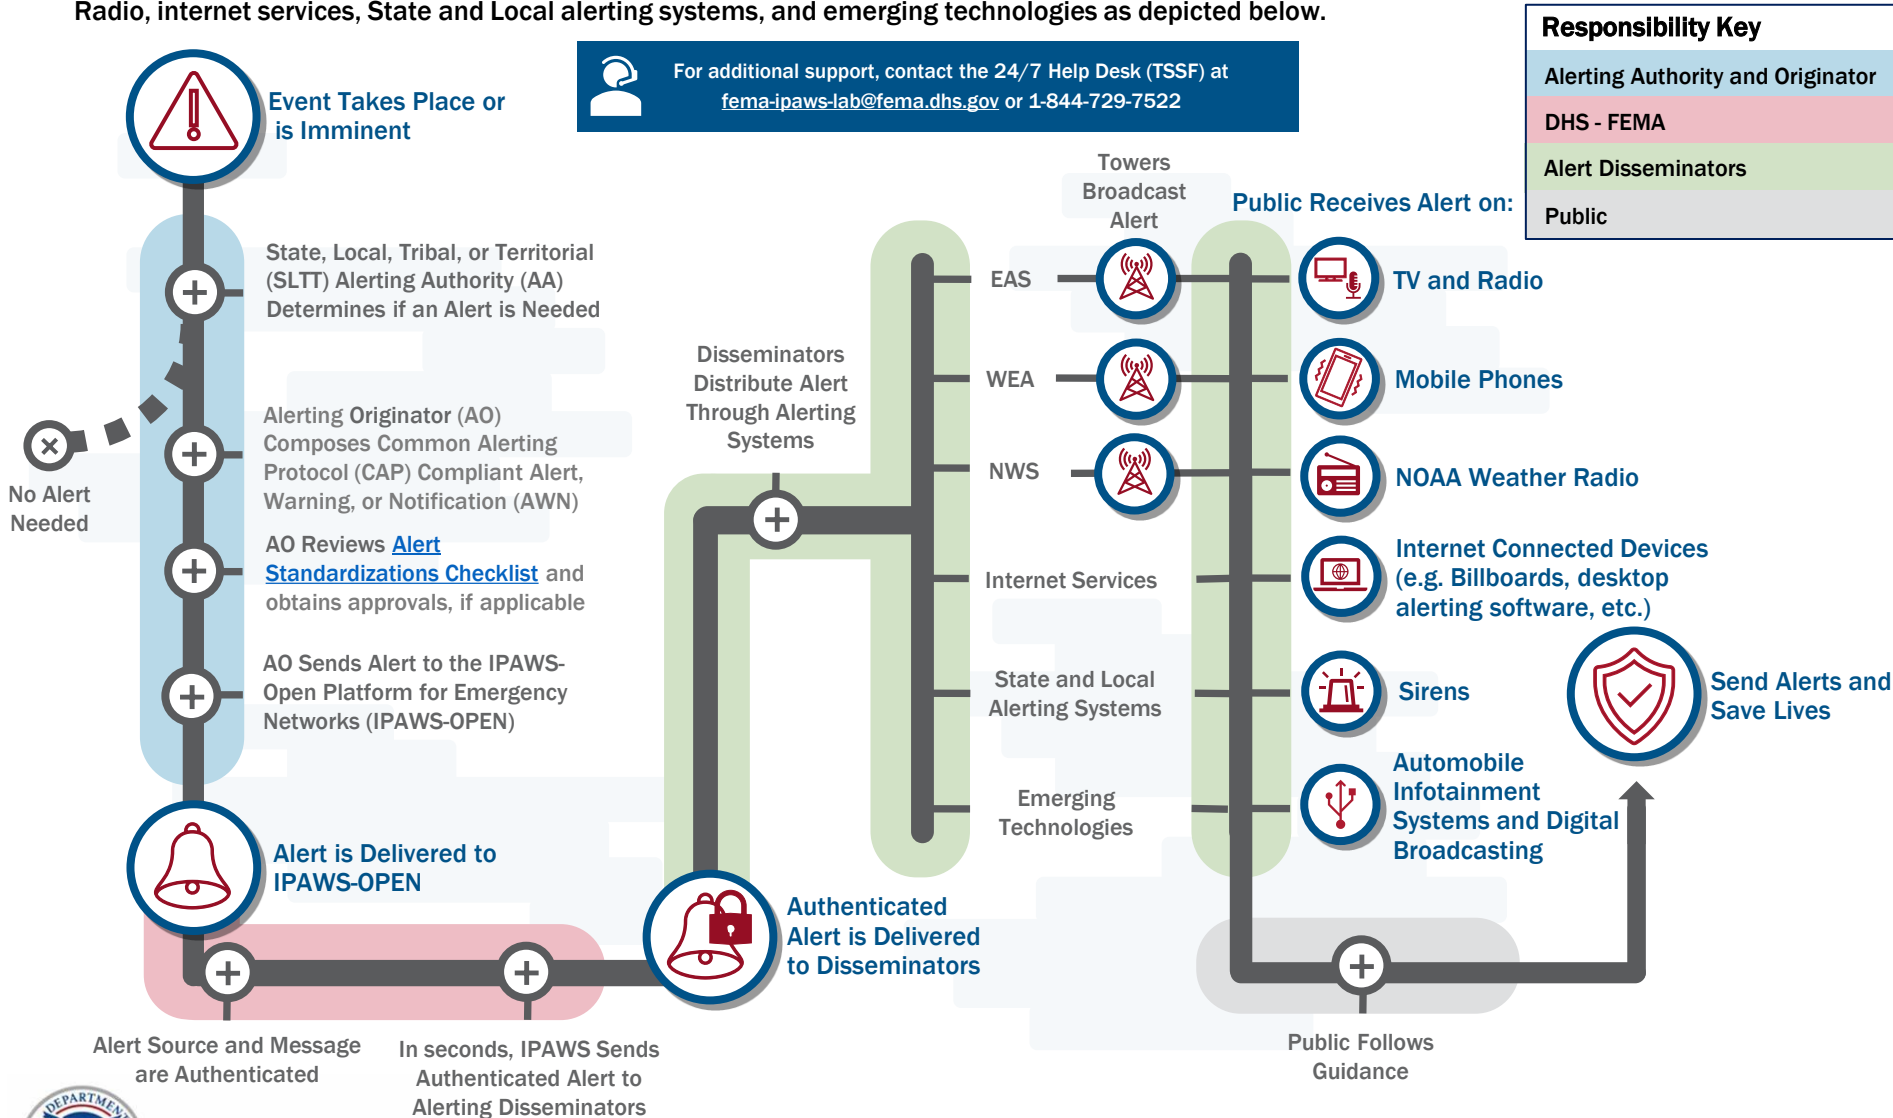 Radio, internet services, State and Local alerting systems, and emerging technologies as depicted below.
Responsibility Key
Alerting Authority and Originator
DHS - FEMA
Alert Disseminators
Public
For additional support, contact the 24/7 Help Desk (TSSF) at
fema-ipaws-lab@fema.dhs.gov or 1-844-729-7522
Event Takes Place or
is Imminent
State, Local, Tribal, or Territorial
(SLTT) Alerting Authority (AA)
Determines if an Alert is Needed
No Alert
Needed
Alerting Originator (AO)
Composes Common Alerting
Protocol (CAP) Compliant Alert,
Warning, or Notification (AWN)
AO Reviews Alert
Standardizations Checklist and
obtains approvals, if applicable
AO Sends Alert to the IPAWS-
Open Platform for Emergency
Networks (IPAWS-OPEN)
Alert is Delivered to
IPAWS-OPEN
Alert Source and Message
are Authenticated
In seconds, IPAWS Sends
Authenticated Alert to
Alerting Disseminators
Authenticated
Alert is Delivered
to Disseminators
Disseminators
Distribute Alert
Through Alerting
Systems
EAS
WEA
NWS
Internet Services
State and Local
Alerting Systems
Emerging
Technologies
Towers
Broadcast
Alert
Public Receives Alert on:
TV and Radio
Mobile Phones
NOAA Weather Radio
Internet Connected Devices
(e.g. Billboards, desktop
alerting software, etc.)
Sirens
Automobile
Infotainment
Systems and Digital
Broadcasting
Public Follows
Guidance
Send Alerts and
Save Lives